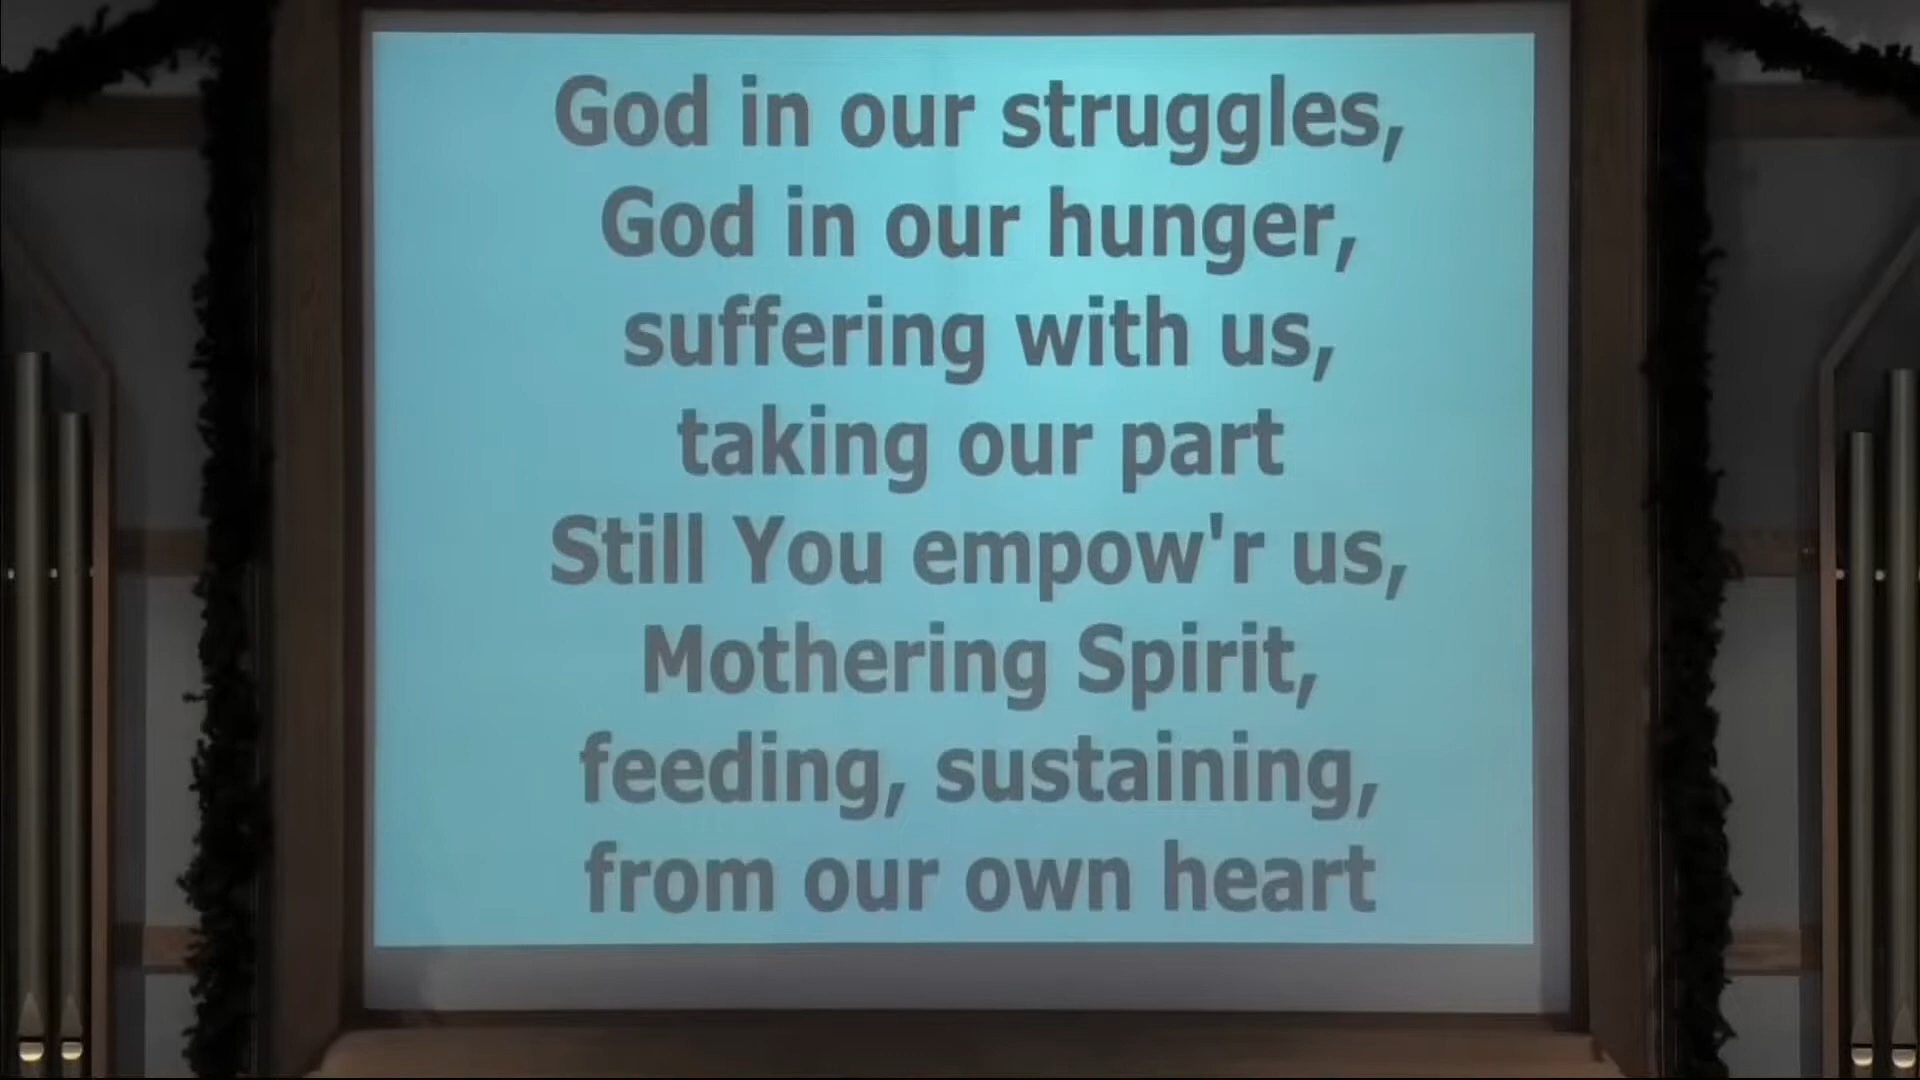 God in our struggles,
God in our hunger,
suffering with us,
taking our part
Still You empow'r us,
Mothering Spirit,
feeding, sustaining,
from our own heart